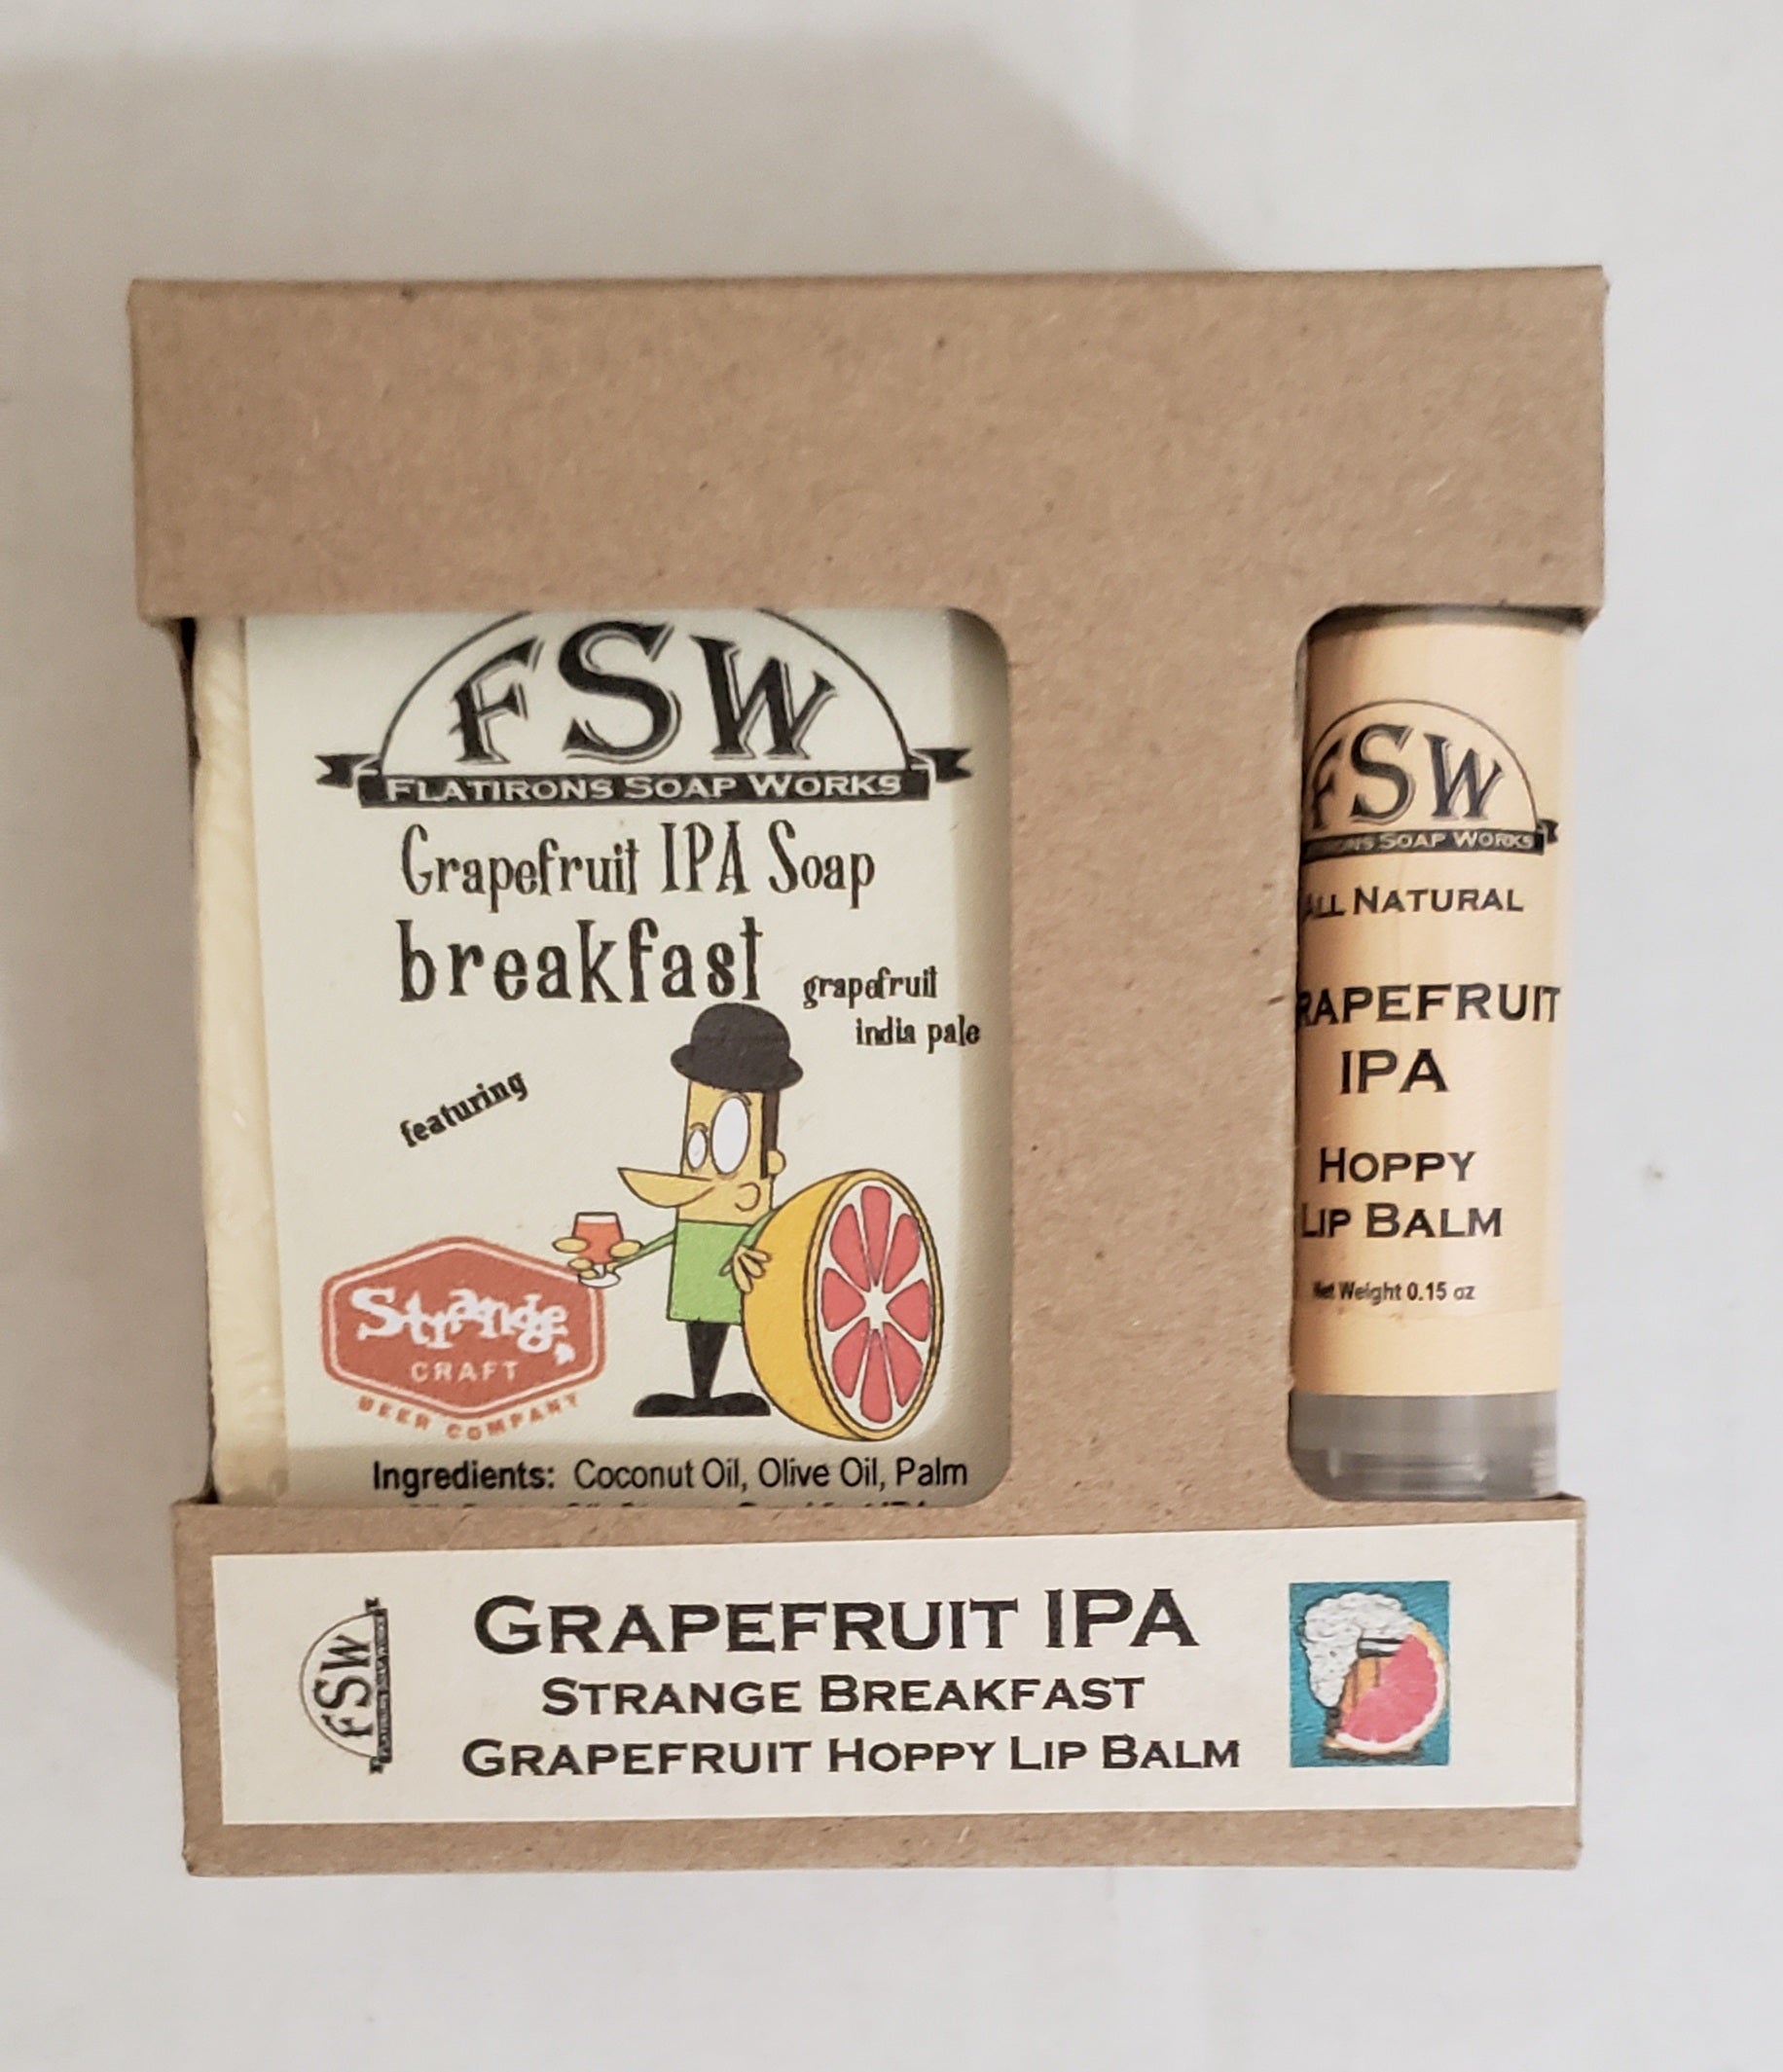 FSW
FLATIRONS SOAP WORKS
Grapefruit IPA Soap
breakfast
grapefruit
india pale
featuring
Strange
CRAFT
BEER COMPANY
Ingredients: Coconut Oil, Olive Oil, Palm
FSW
SOAP WORKS
ALL NATURAL
RAPEFRUIT
IPA
HOPPY
LIP BALM
Net Weight 0.15 oz
FSW
FLATIRONS SOAP WORKS
GRAPEFRUIT IPA
STRANGE BREAKFAST
GRAPEFRUIT HOPPY LIP BALM